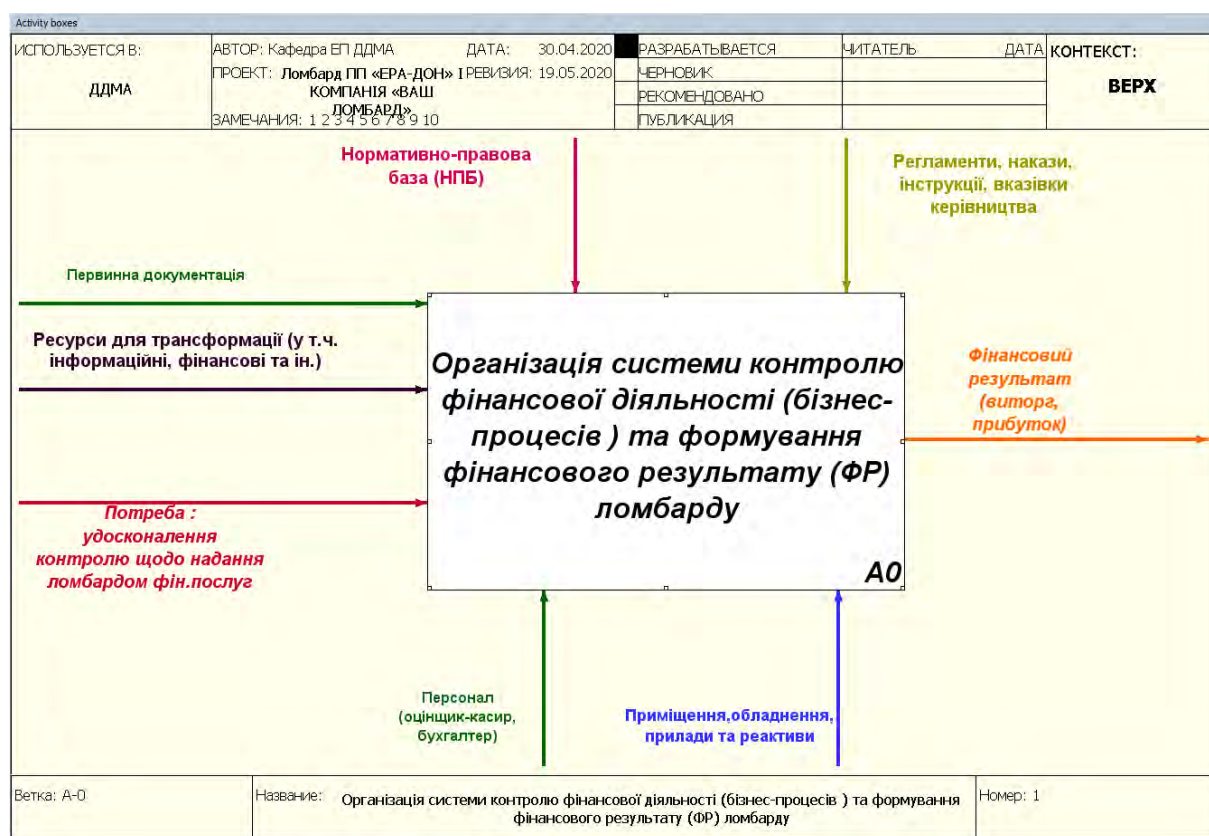 Activity boxes
ИСПОЛЬЗУЕТСЯ В:
ДДМА
АВТОР: Кафедра ЕП ДДМА
ДАТА: 30.04.2020
ПРОЕКТ: Ломбард ПП «ЕРА-ДОН» І
КОМПАНІЯ «ВАШ
ЛОМБАРД»
РЕВИЗИЯ: 19.05.2020
ЗАМЕЧАНИЯ: 1 2 3 4 5 6 7 8 9 10
РАЗРАБАТЫВАЕТСЯ
ЧЕРНОВИК
РЕКОМЕНДОВАНО
ПУБЛИКАЦИЯ
ЧИТАТЕЛЬ
ДАТА
КОНТЕКСТ:
ВЕРХ
Нормативно-правова
база (НПБ)
Регламенти, накази,
інструкції, вказівки
керівництва
Первинна документація
Ресурси для трансформації (у т.ч.
інформаційні, фінансові та ін.)
Потреба :
удосконалення
контролю щодо надання
ломбардом фін.послуг
Організація системи контролю
фінансової діяльності (бізнес-
процесів ) та формування
фінансового результату (ФР)
ломбарду
А0
Фінансовий
результат
(виторг,
прибуток)
Персонал
(оцінщик-касир,
бухгалтер)
Приміщення,обладнення,
прилади та реактиви
Ветка: А-0
Название: Організація системи контролю фінансової діяльності (бізнес-процесів ) та формування
фінансового результату (ФР) ломбарду
Номер: 1